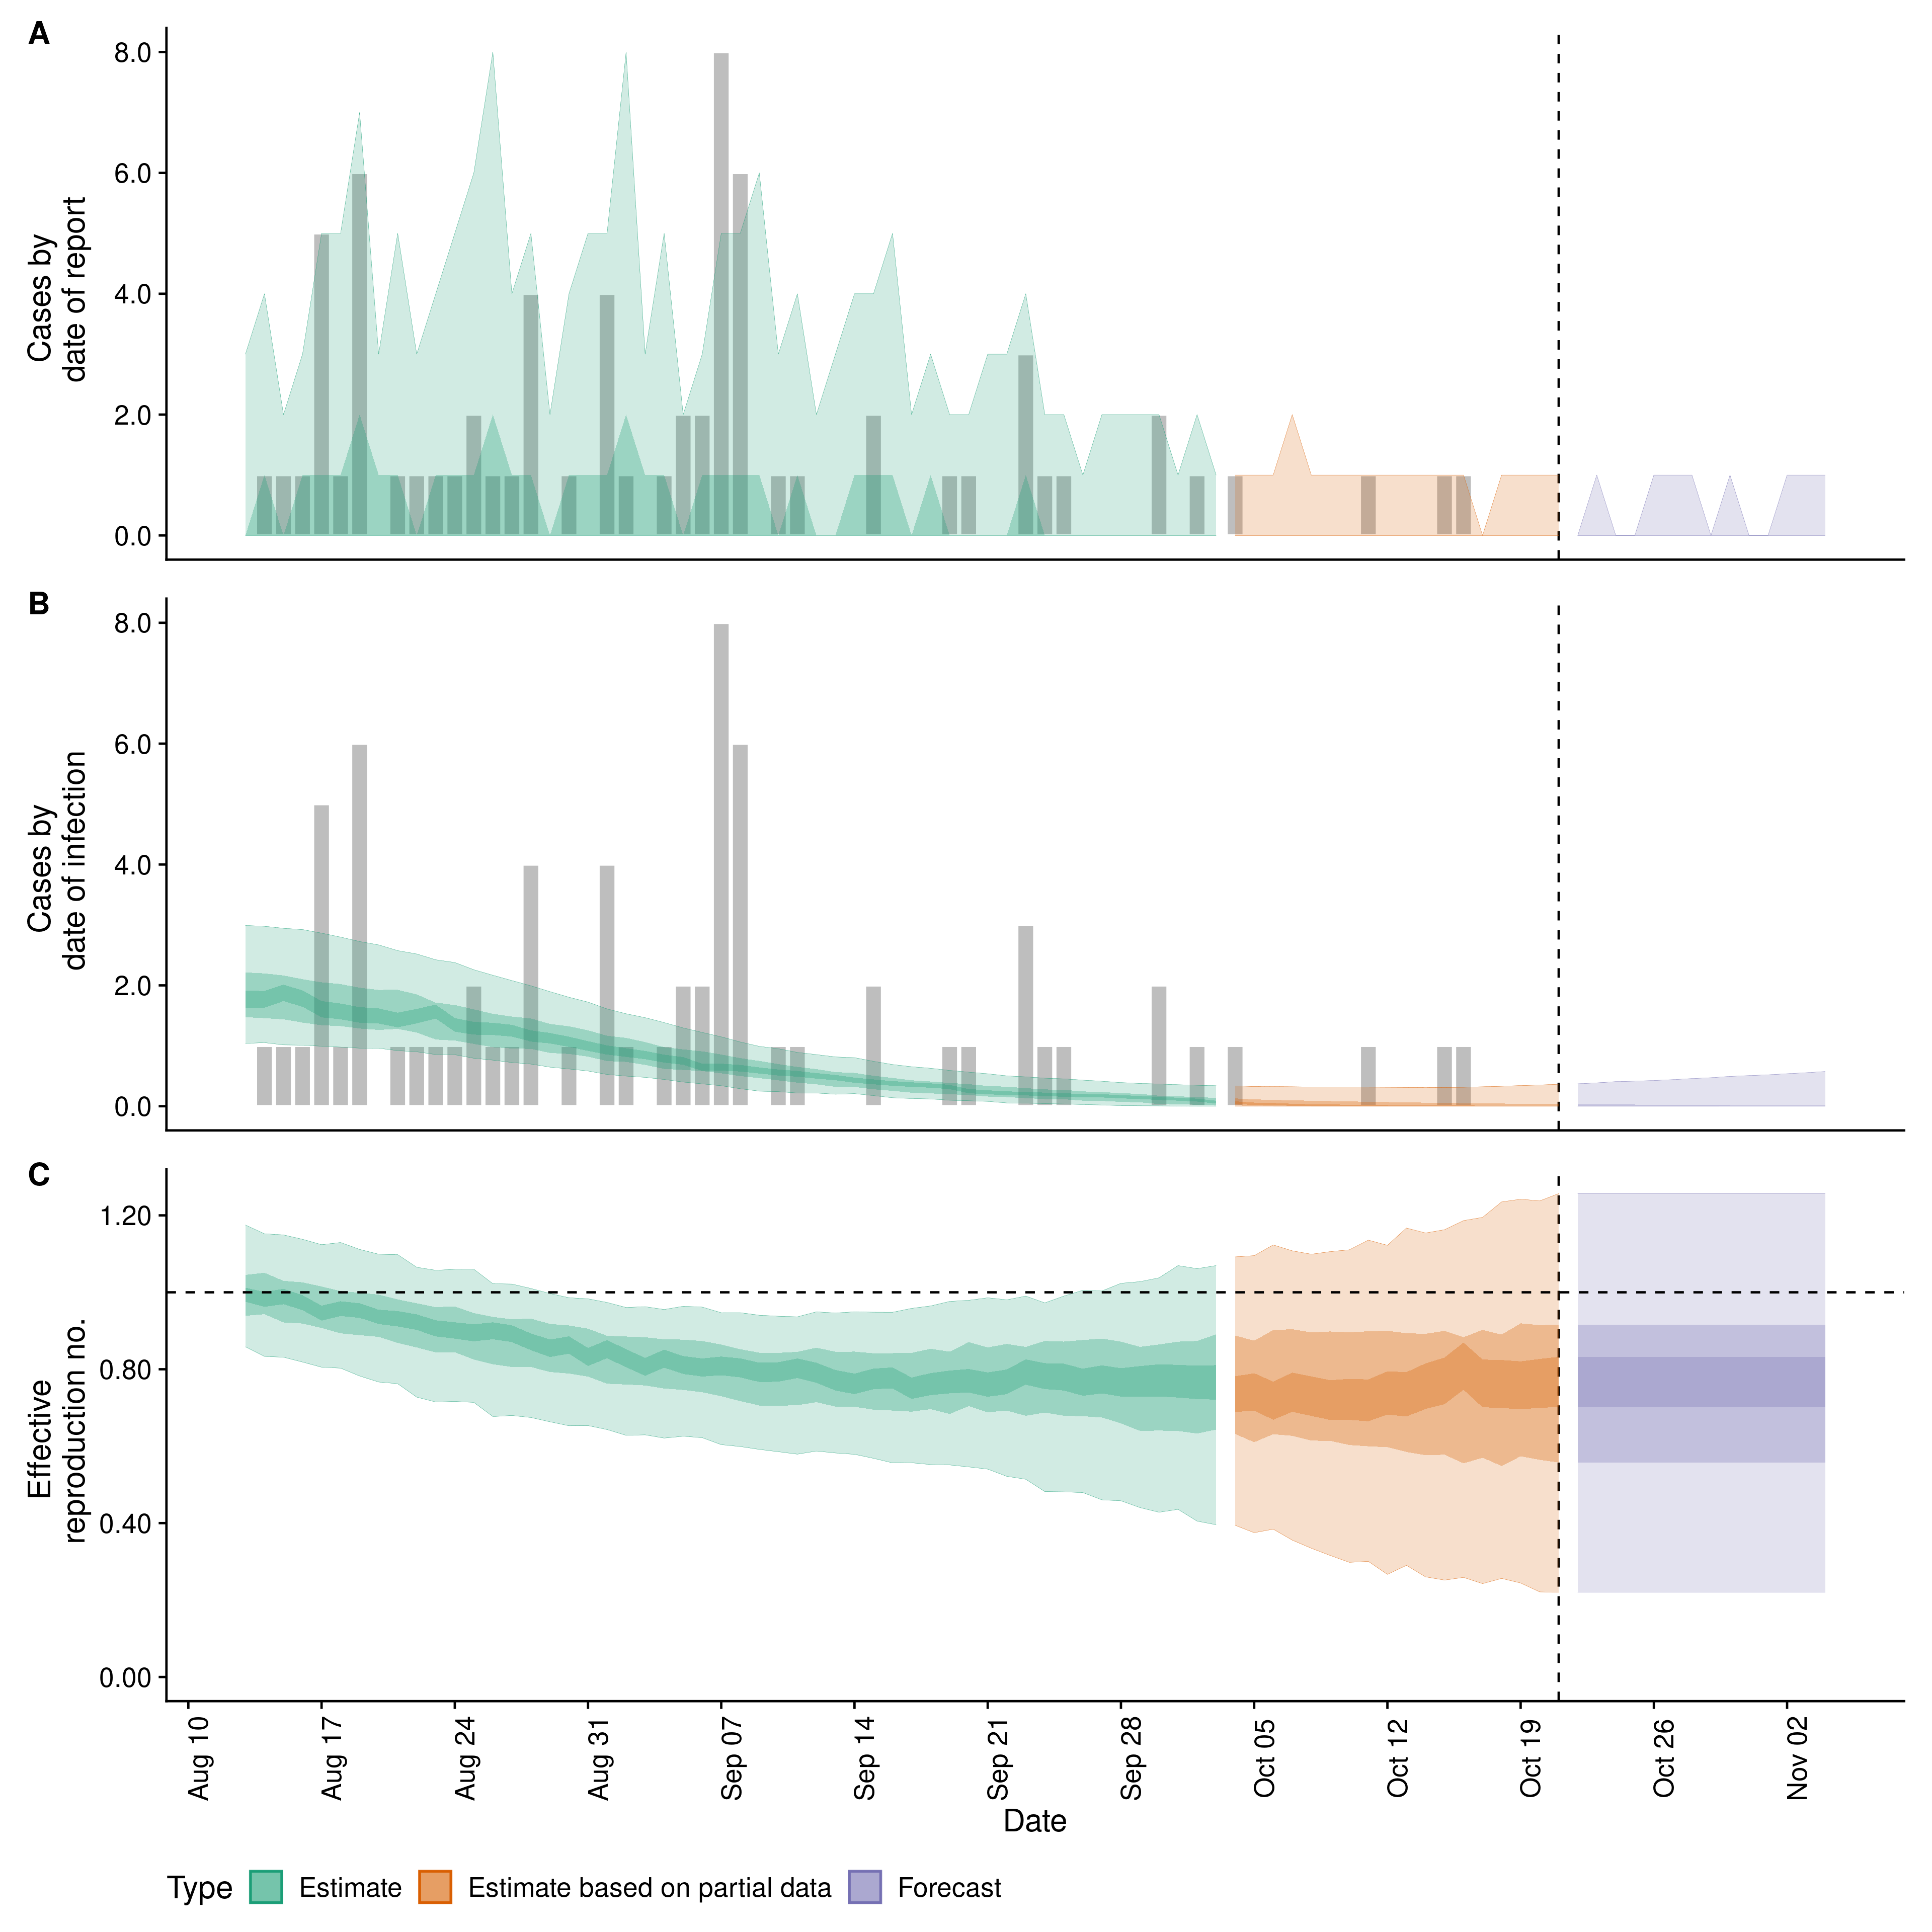 A
Cases by
date of report
8.0
6.0
4.0
2.0
0.0
B
Cases by
date of infection
8.0
6.0
4.0
2.0
0.0
C
Effective
reproduction no.
1.20
0.80
0.40
0.00
Aug 10
Aug 17
Aug 24
Aug 31
Sep 07
Sep 14
Sep 21
Sep 28
Oct 05
Oct 12
Oct 19
Oct 26
Nov 02
Date
Type Estimate Estimate based on partial data Forecast